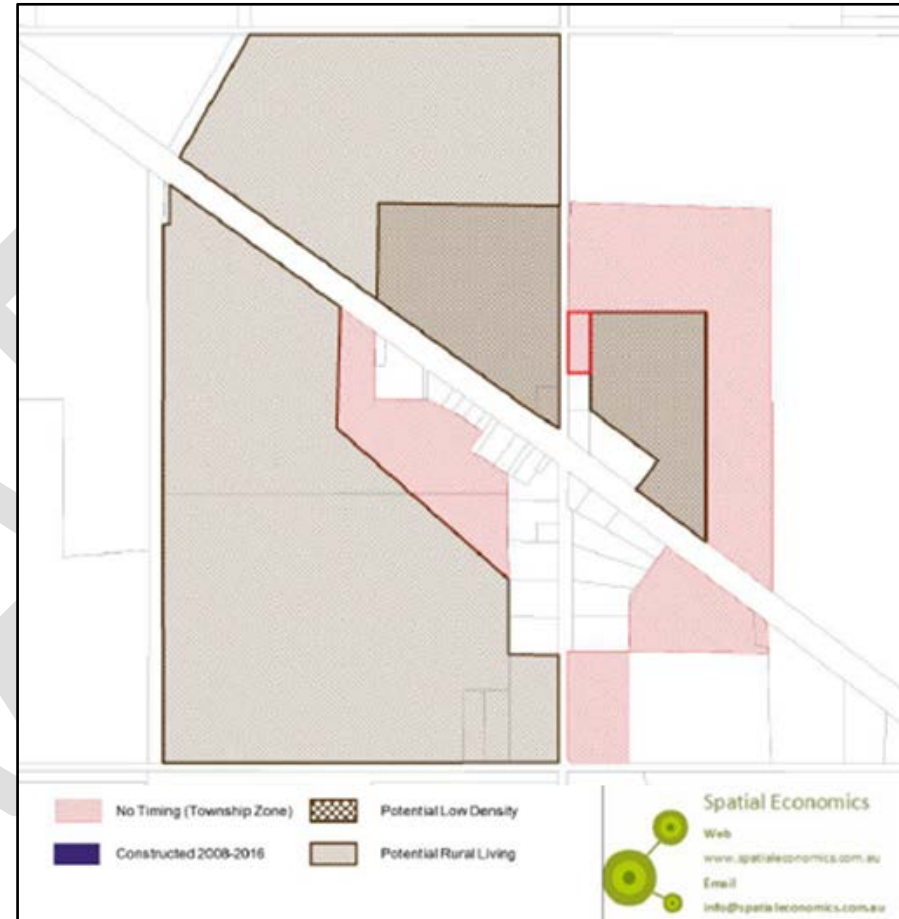 No Timing (Township Zone)
Potential Low Density
Constructed 2008-2016
Potential Rural Living
Spatial Economics
Web
www.spatialeconomics.com.au
Email
info@spatialeconomics.com.au